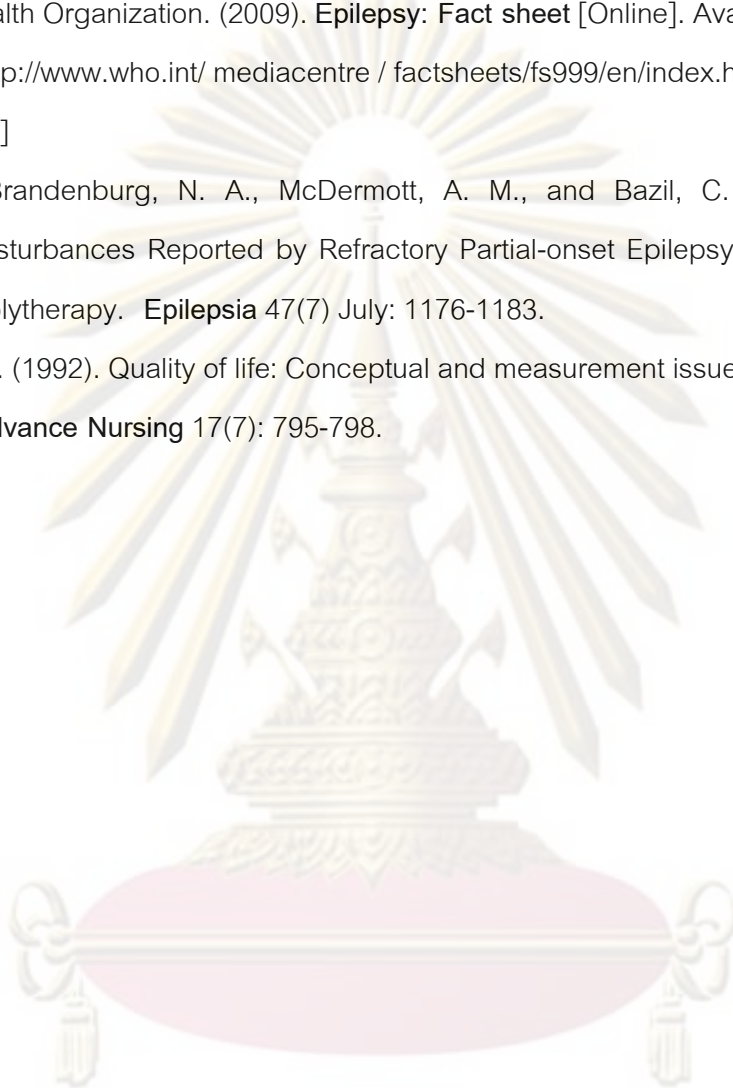 alth Organization. (2009). Epilepsy: Fact sheet [Online]. Ava
p://www.who.int/ mediacentre / factsheets/fs999/en/index.h
]
Brandenburg, N. A., McDermott, A. M., and Bazil, C.
sturbances Reported by Refractory Partial-onset Epilepsy
lytherapy. Epilepsia 47(7) July: 1176-1183.
. (1992). Quality of life: Conceptual and measurement issue
dvance Nursing 17(7): 795-798.